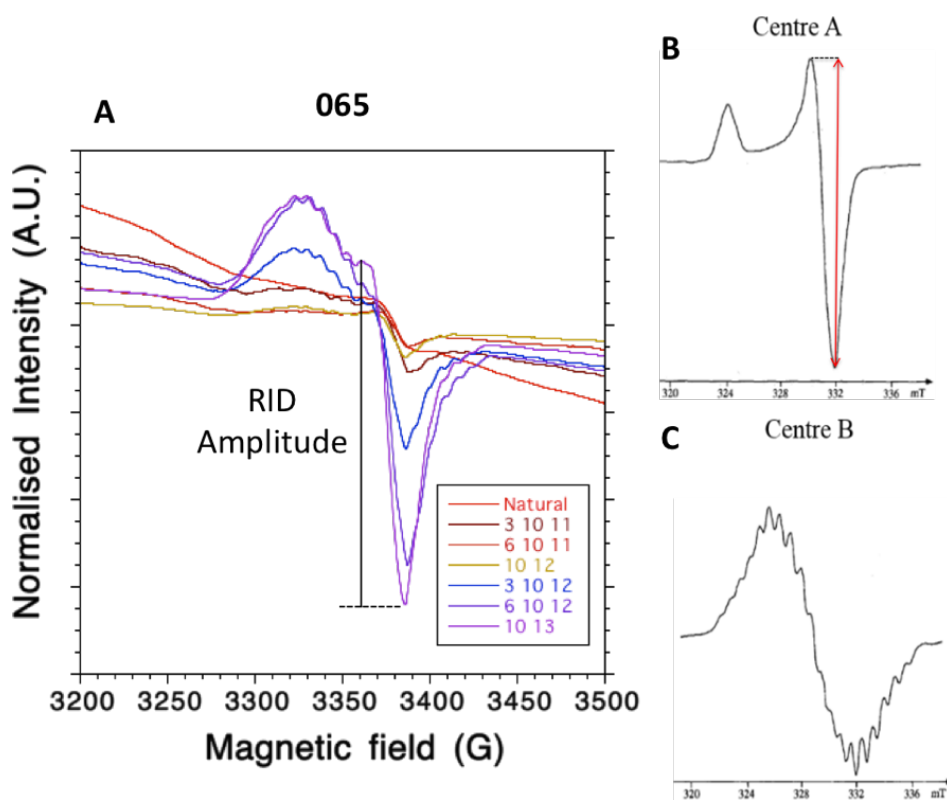 A
065
Normalised Intensity (A.U.)
RID
Amplitude
Natural
3 10 11
6 10 11
10 12
3 10 12
6 10 12
10 13
3200 3250 3300 3350 3400 3450 3500
Magnetic field (G)
B
Centre A
320 324 328 332 336 mT
C
Centre B
320 324 328 332 336 mT